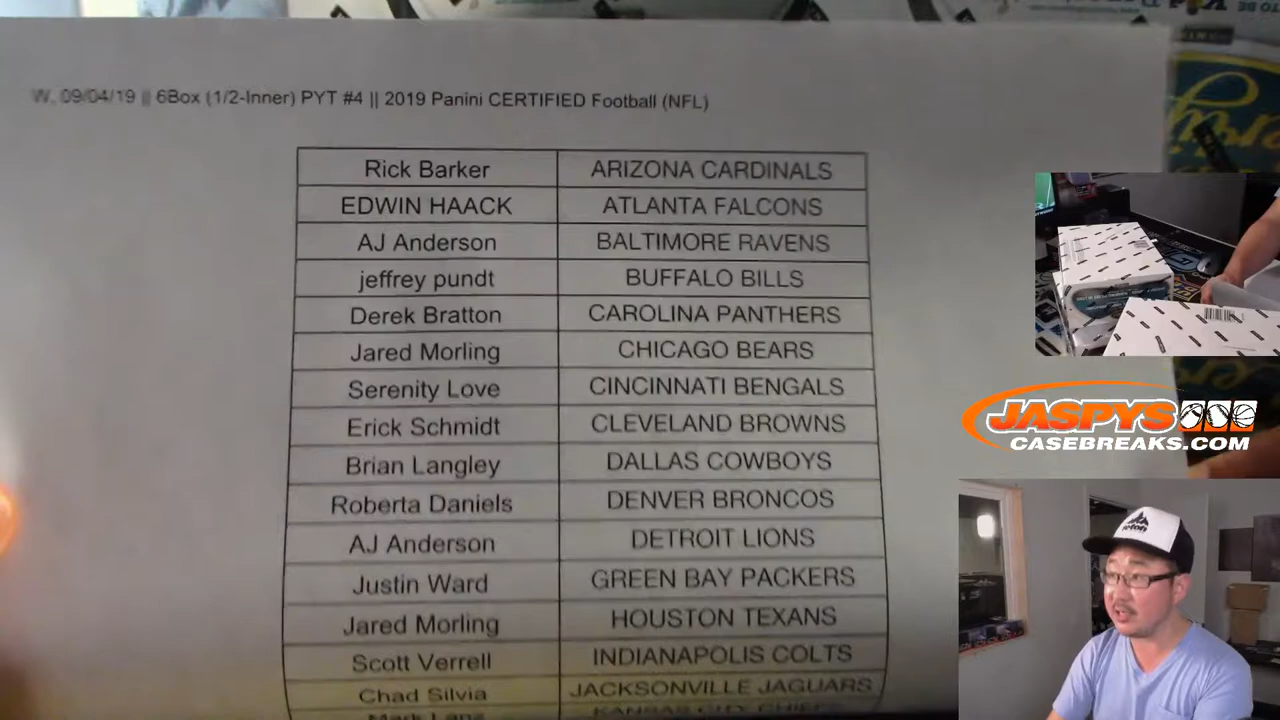 W, 09/04/19 || 6Box (1/2-Inner) PYT #4 || 2019 Panini CERTIFIED Football (NFL)
Rick Barker ARIZONA CARDINALS
EDWIN HAACK ATLANTA FALCONS
AJ Anderson BALTIMORE RAVENS
jeffrey pundt BUFFALO BILLS
Derek Bratton CAROLINA PANTHERS
Jared Morling CHICAGO BEARS
Serenity Love CINCINNATI BENGALS
Erick Schmidt CLEVELAND BROWNS
Brian Langley DALLAS COWBOYS
Roberta Daniels DENVER BRONCOS
AJ Anderson DETROIT LIONS
Justin Ward GREEN BAY PACKERS
Jared Morling HOUSTON TEXANS
Scott Verrell INDIANAPOLIS COLTS
Chad Silvia JACKSONVILLE JAGUARS
KANSAS CITY CHIEFS
JASPYS
CASEBREAKS.COM